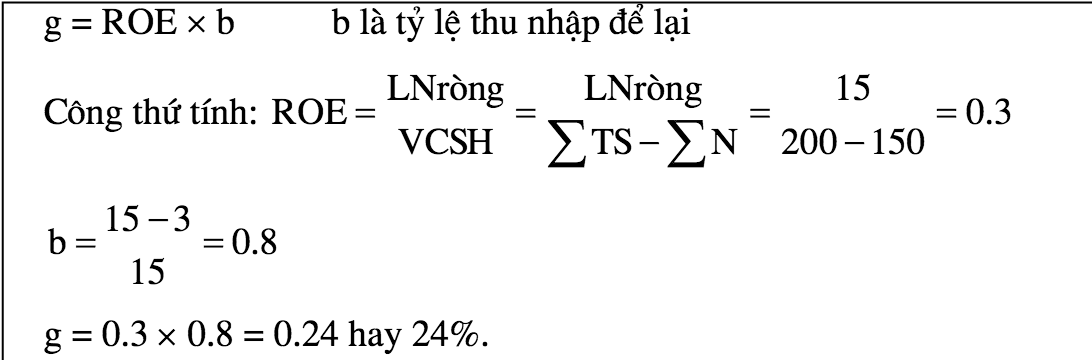 g = ROE × b b là tỷ lệ thu nhập để lại
Công thứ tính: ROE = LNròng / VCSH = LNròng / ∑TS − ∑N = 15 / 200 − 150 = 0.3
b = 15 − 3 / 15 = 0.8
g = 0.3 × 0.8 = 0.24 hay 24%.